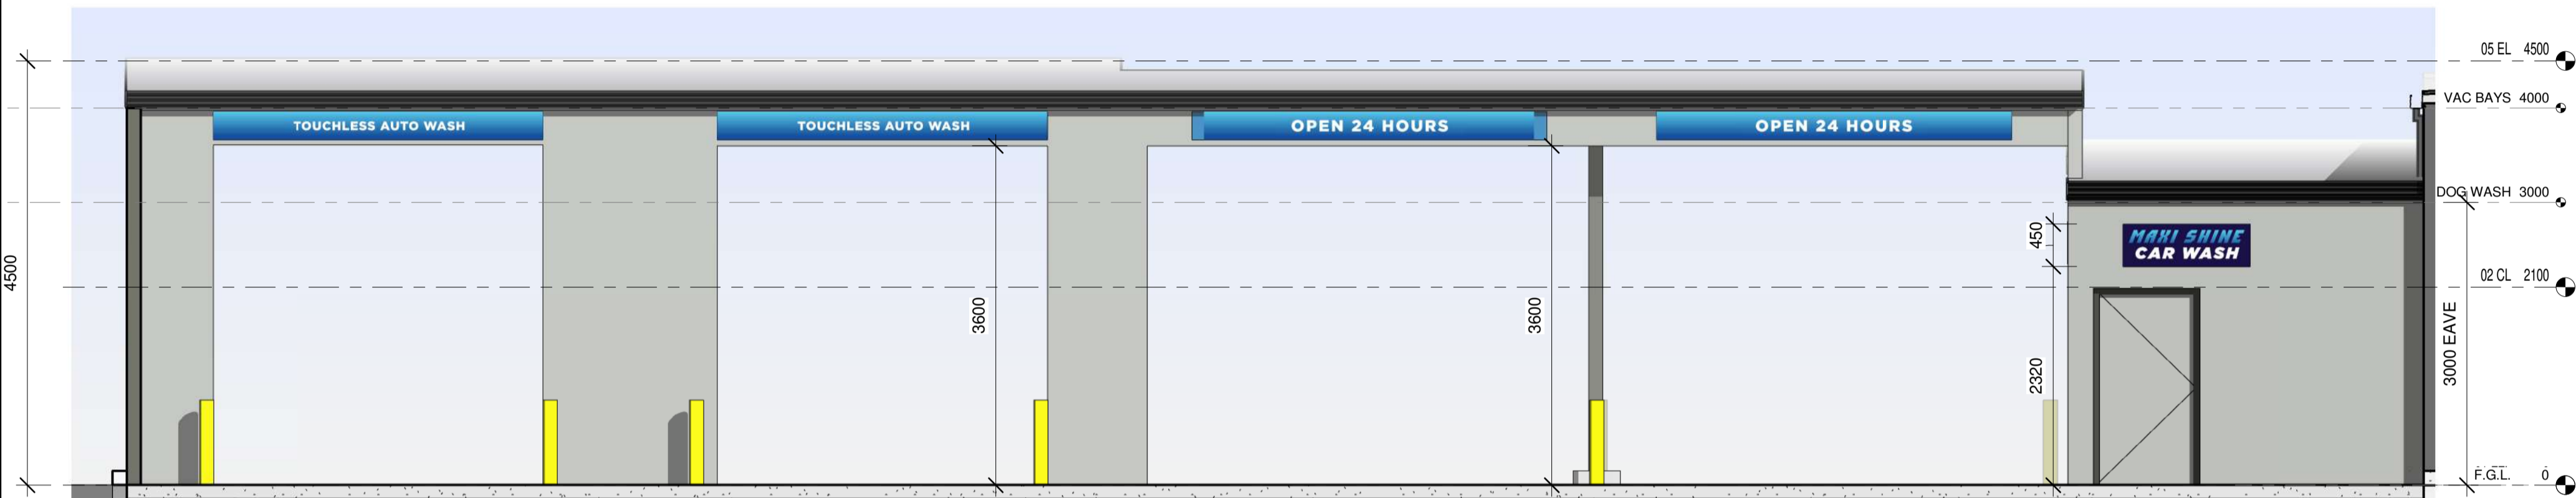 05 EL 4500
VAC BAYS 4000
TOUCHLESS AUTO WASH
TOUCHLESS AUTO WASH
OPEN 24 HOURS
OPEN 24 HOURS
DOG WASH 3000
450
MAXI SHINE
CAR WASH
4500
02 CL 2100
3600
3600
2320
3000 EAVE
F.G.L. 0